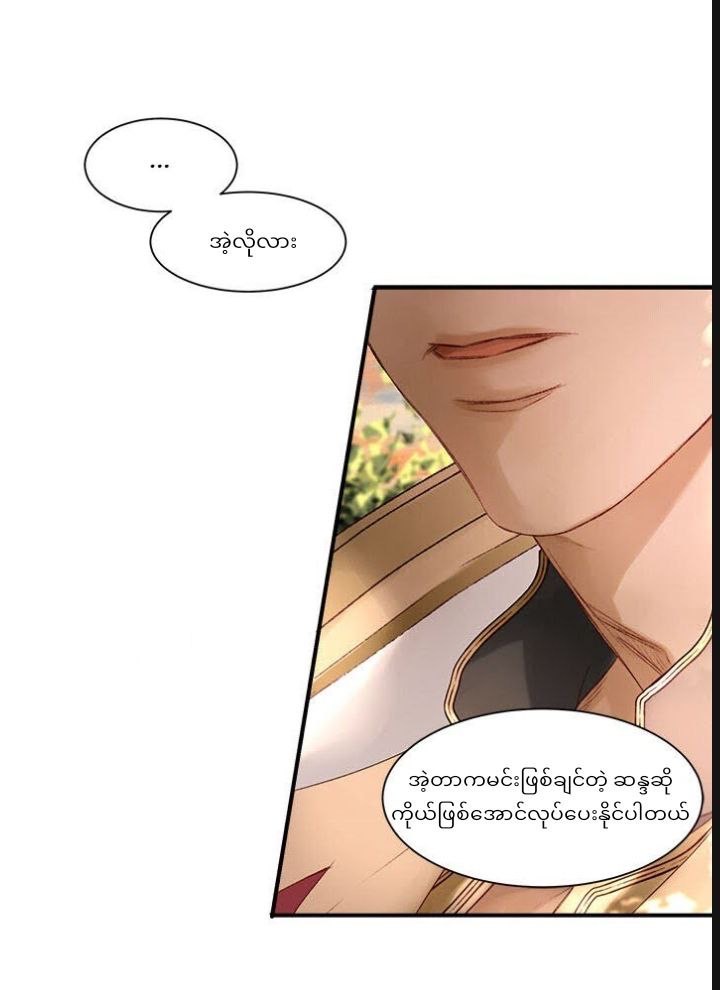 ...
အဲ့လိုလား
အဲ့တာကမင်းဖြစ်ချင်တဲ့ ဆန္ဒဆို
ကိုယ်ဖြစ်အောင်လုပ်ပေးနိုင်ပါတယ်